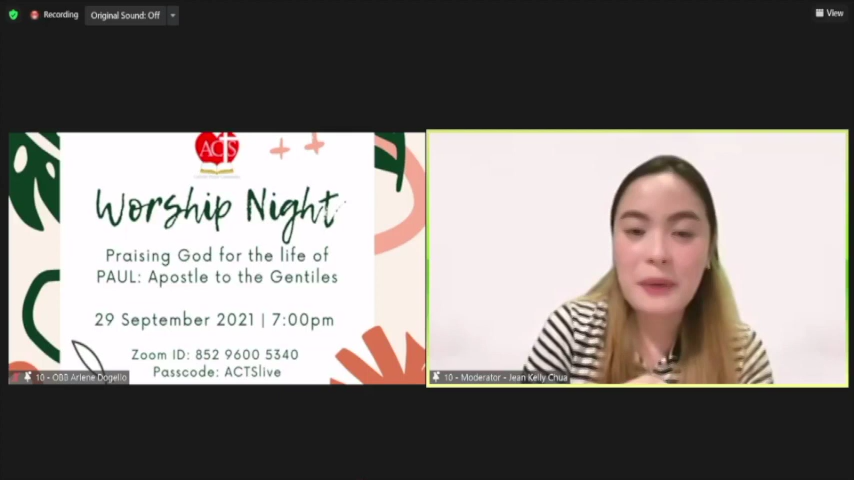 Recording
Original Sound: Off
View
ACTS
Worship Night
Praising God for the life of
PAUL: Apostle to the Gentiles
29 September 2021 | 7:00pm
Zoom ID: 852 9600 5340
Passcode: ACTSlive
10 - OBB Arlene Dogello
10 - Moderator - Jean Kelly Chua